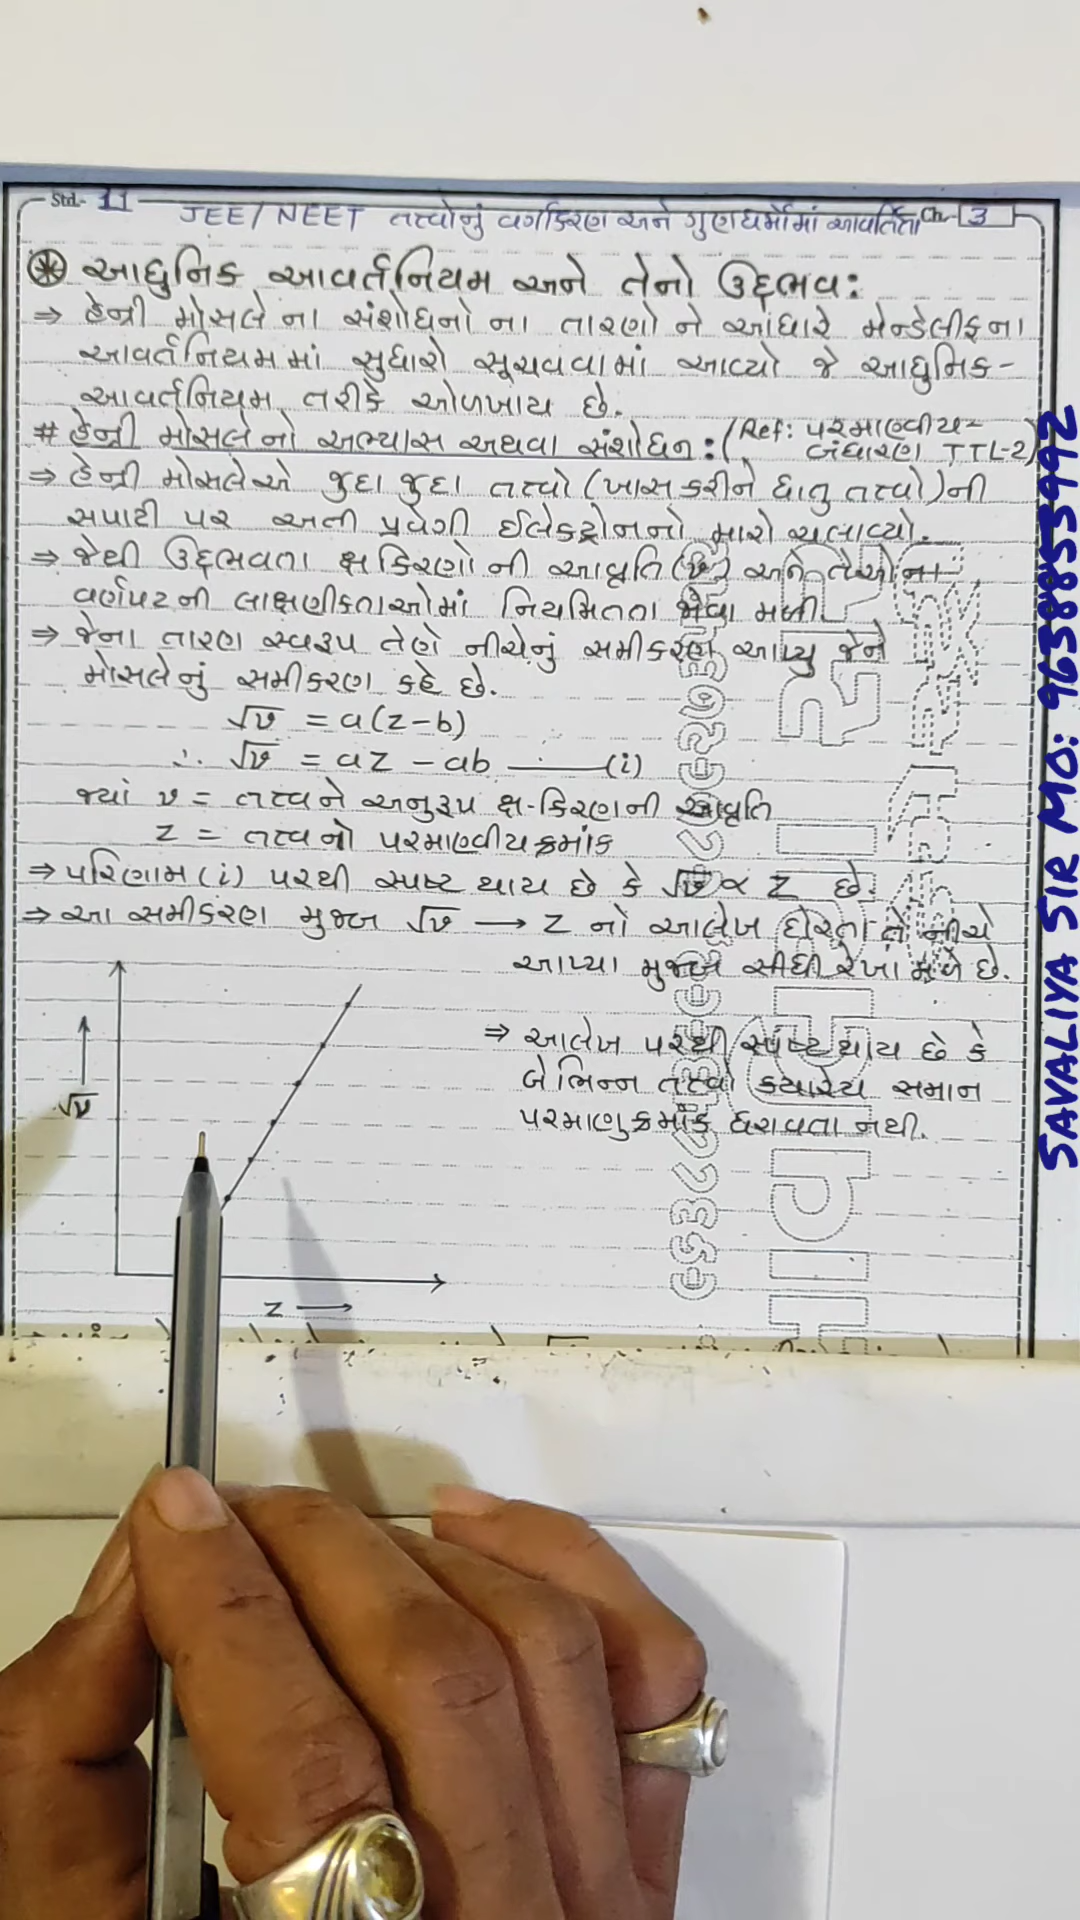 Std.- 11
JEE/NEET તત્ત્વોનું વર્ગીકરણ અને ગુણધર્મોમાં આવર્તિતા Ch.- 3
આધુનિક આવર્તનિયમ અને તેનો ઉદ્દભવ:
⇒ હેન્રી મોસલે ના સંશોધનો ના તારણો ને આધારે મેન્ડેલીફના
આવર્તનિયમ માં સુધારો સૂચવવામાં આવ્યો જે આધુનિક-
આવર્તનિયમ તરીકે ઓળખાય છે.
# હેન્રી મોસલેનો અભ્યાસ અથવા સંશોધન: (Ref: પરમાણ્વીય-
બંધારણ TTL-2)
⇒ હેન્રી મોસલેએ જુદા જુદા તત્ત્વો (ખાસ કરીને ધાતુ તત્ત્વો) ની
સપાટી પર અતી પ્રવેગી ઈલેક્ટ્રોનનો મારો ચલાવ્યો.
⇒ જેથી ઉદ્દભવતા ક્ષ કિરણો ની આવૃતિ (ν) અને તેઓના
વર્ણપટ ની લાક્ષણીકતાઓમાં નિયમિતતા જોવા મળી.
⇒ જેના તારણ સ્વરૂપ તેણે નીચેનું સમીકરણ આપ્યુ જેને
મોસલેનું સમીકરણ કહે છે.
√ν = a(z-b)
∴ √ν = az - ab ——(i)
જ્યાં ν = તત્ત્વને અનુરૂપ ક્ષ-કિરણની આવૃતિ
z = તત્ત્વ નો પરમાણ્વીય ક્રમાંક
⇒ પરિણામ (i) પરથી સ્પષ્ટ થાય છે કે √ν ∝ z છે.
⇒ આ સમીકરણ મુજબ √ν → z નો આલેખ દોરતા તે નીચે
આપ્યા મુજબ સીધી રેખા મળે છે.
⇒ આલેખ પરથી સ્પષ્ટ થાય છે કે
બે ભિન્ન તત્ત્વો ક્યારેય સમાન
પરમાણુ ક્રમાંક ધરાવતા નથી.
√ν
z →
SAVALIYA SIR MO: 9638855992